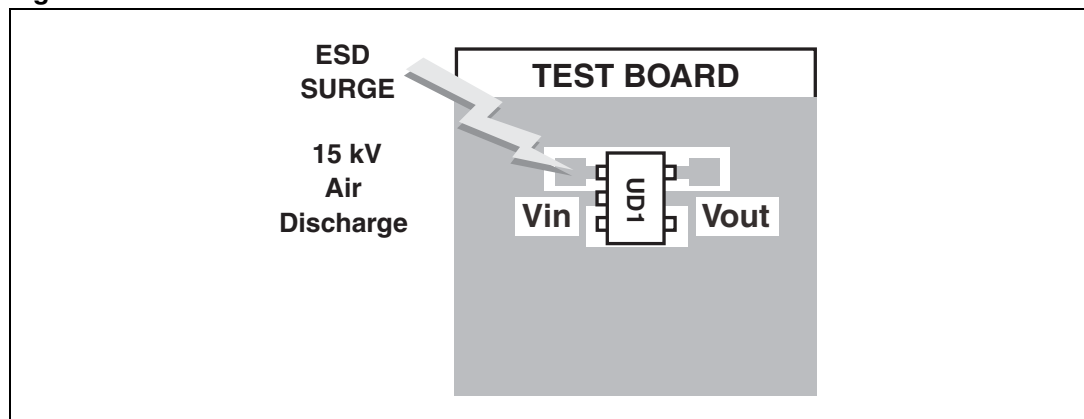 ESD
SURGE
TEST BOARD
15 kV
Air
Discharge
UD1
Vin
Vout